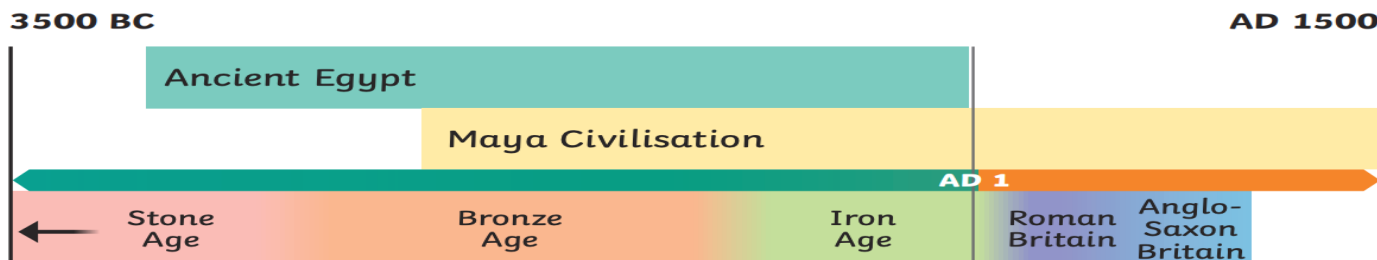 3500 BC
AD 1500
Ancient Egypt
Maya Civilisation
AD 1
Stone
Age
Bronze
Age
Iron
Age
Roman
Britain
Anglo-
Saxon
Britain